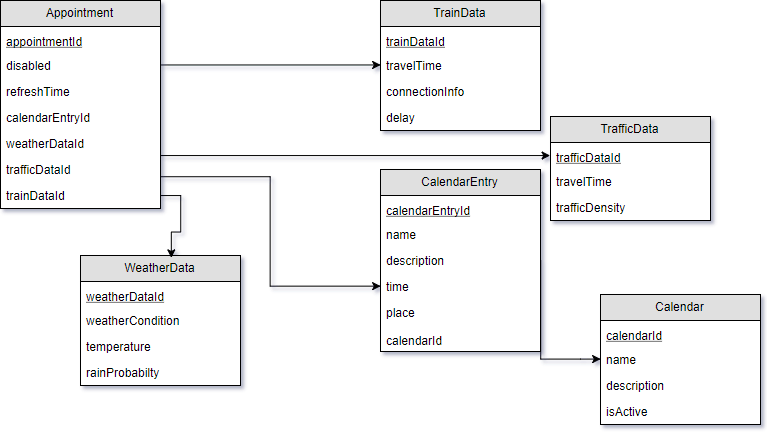 Appointment
appointmentId
disabled
refreshTime
calendarEntryId
weatherDataId
trafficDataId
trainDataId
TrainData
trainDataId
travelTime
connectionInfo
delay
TrafficData
trafficDataId
travelTime
trafficDensity
CalendarEntry
calendarEntryId
name
description
time
place
calendarId
WeatherData
weatherDataId
weatherCondition
temperature
rainProbabilty
Calendar
calendarId
name
description
isActive